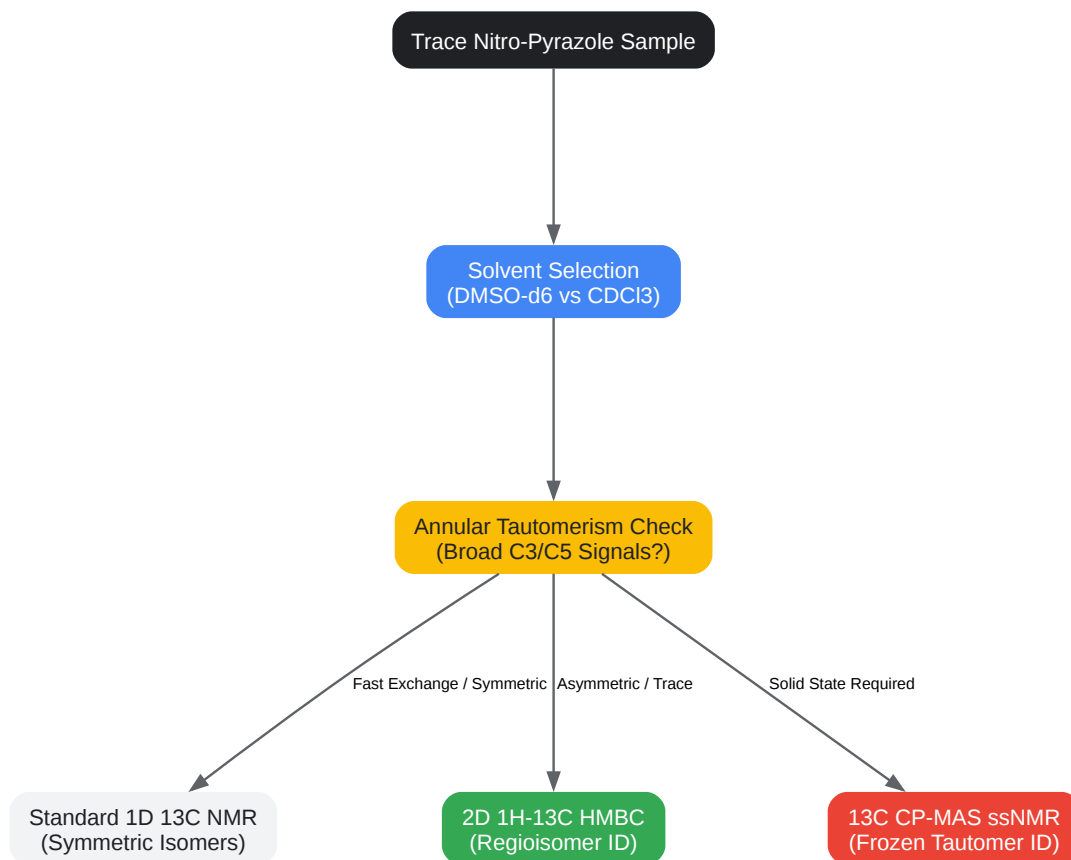 Trace Nitro-Pyrazole Sample
Solvent Selection
(DMSO-d6 vs CDCl3)
Annular Tautomerism Check
(Broad C3/C5 Signals?)
Fast Exchange / Symmetric
Asymmetric / Trace
Solid State Required
Standard 1D 13C NMR
(Symmetric Isomers)
2D 1H-13C HMBC
(Regioisomer ID)
13C CP-MAS ssNMR
(Frozen Tautomer ID)